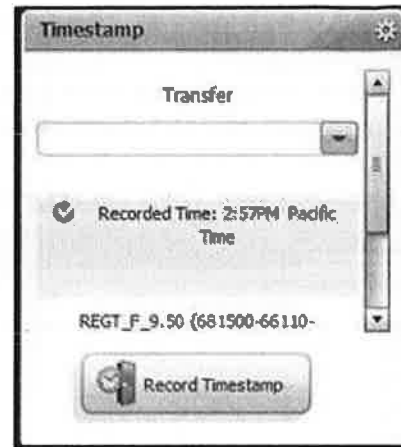 Timestamp
Transfer
Recorded Time: 2:57PM Pacific
Time
REGT_F_9.50 (681500-66110-
Record Timestamp